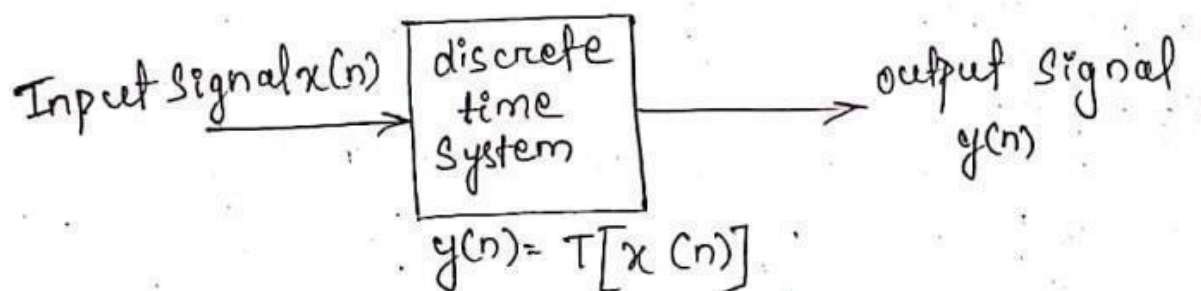 Input Signal x(n)
discrete
time
System
output Signal
y(n)
y(n) = T[x (n)]